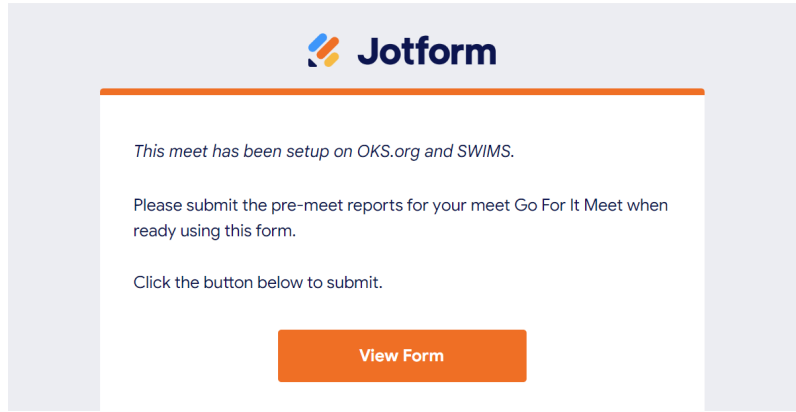 Jotform
This meet has been setup on OKS.org and SWIMS.
Please submit the pre-meet reports for your meet Go For It Meet when
ready using this form.
Click the button below to submit.
View Form